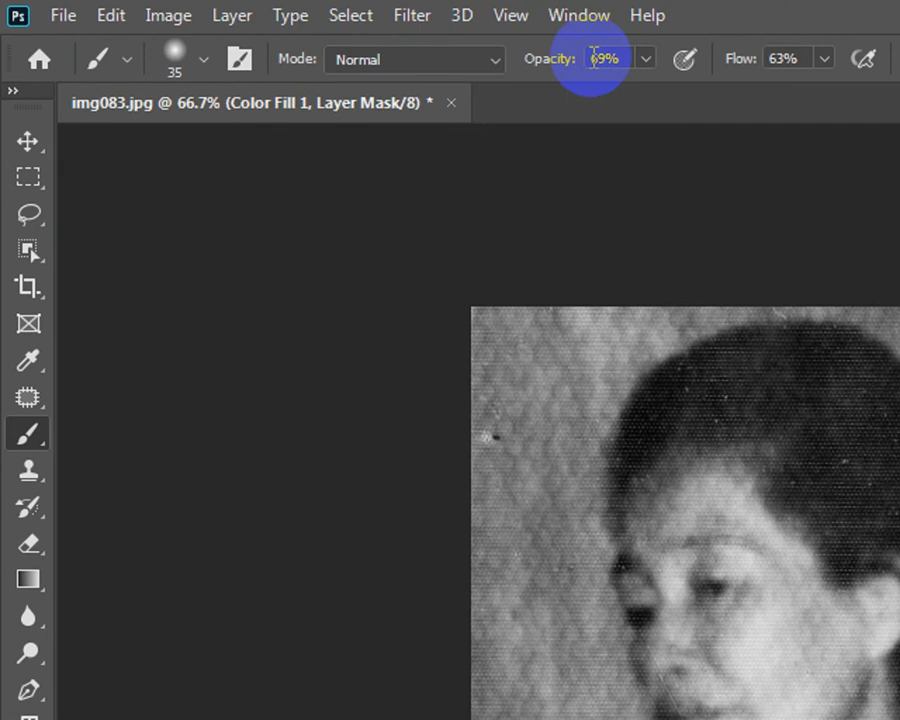 Ps File Edit Image Layer Type Select Filter 3D View Window Help
35 Mode: Normal Opacity: 69% Flow: 63%
img083.jpg @ 66.7% (Color Fill 1, Layer Mask/8) *